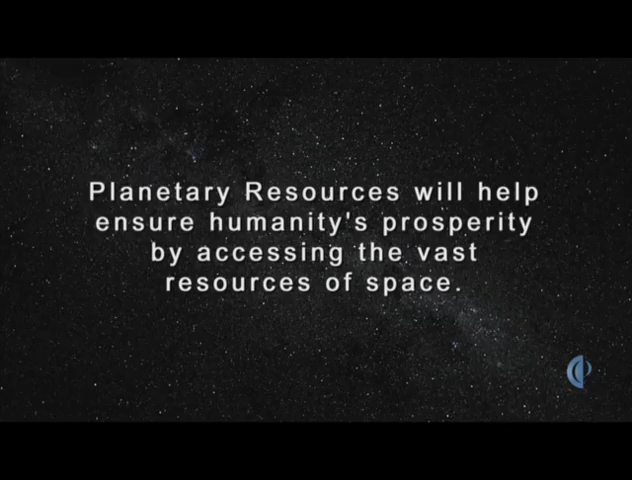 Planetary Resources will help
ensure humanity's prosperity
by accessing the vast
resources of space.